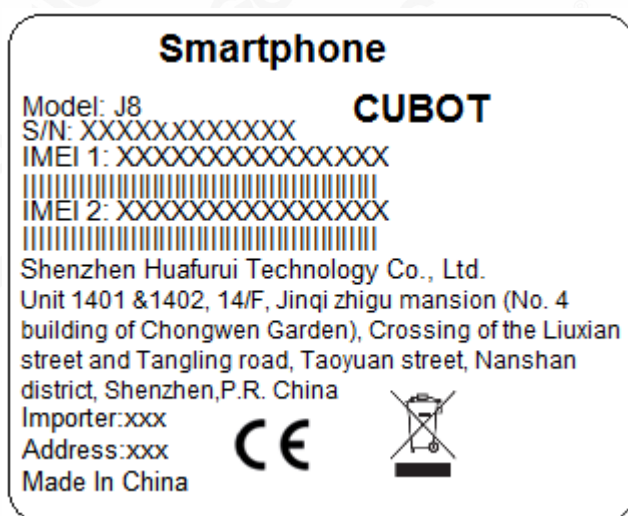 Smartphone
Model: J8
CUBOT
S/N: XXXXXXXXXXXXX
IMEI 1: XXXXXXXXXXXXXXX
IMEI 2: XXXXXXXXXXXXXXX
Shenzhen Huafurui Technology Co., Ltd.
Unit 1401 &1402, 14/F, Jinqi zhigu mansion (No. 4
building of Chongwen Garden), Crossing of the Liuxian
street and Tangling road, Taoyuan street, Nanshan
district, Shenzhen,P.R. China
Importer:xxx
Address:xxx
CE
Made In China